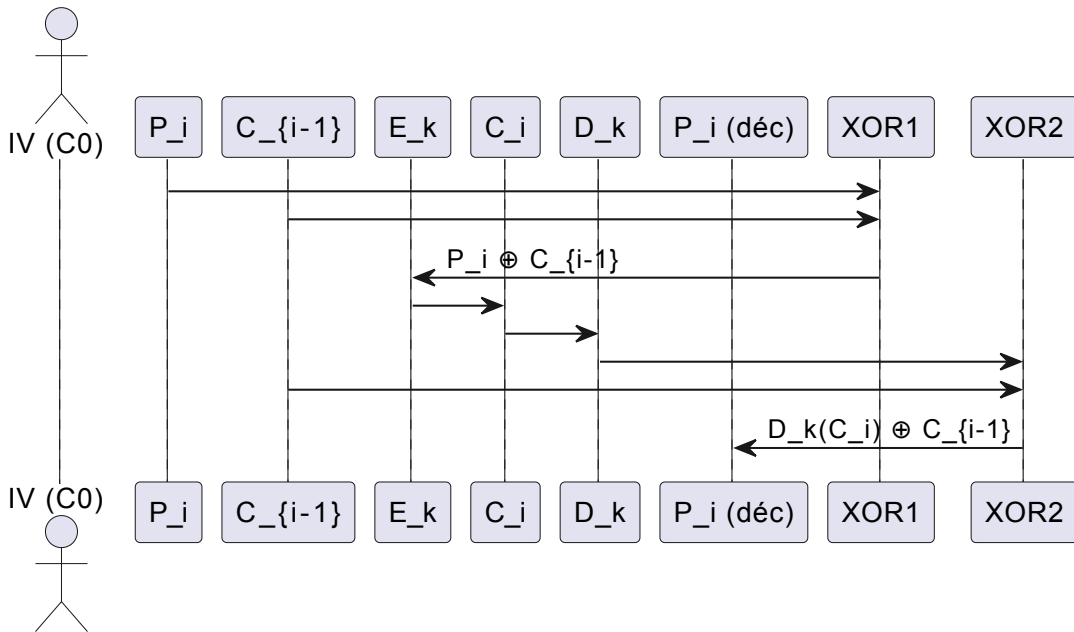 IV (C0)
P_i
C_{i-1}
E_k
C_i
D_k
P_i (déc)
XOR1
XOR2
P_i ⊕ C_{i-1}
D_k(C_i) ⊕ C_{i-1}
IV (C0)
P_i
C_{i-1}
E_k
C_i
D_k
P_i (déc)
XOR1
XOR2